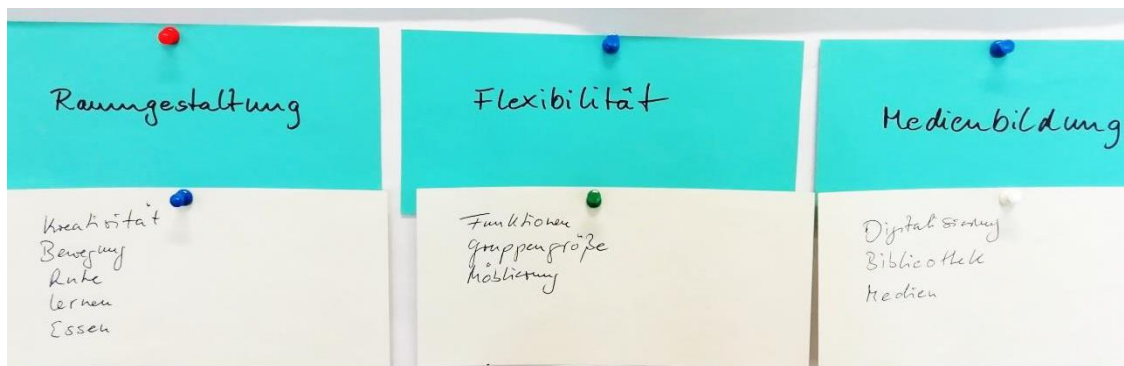 Raumgestaltung
Kreativität
Bewegung
Ruhe
lernen
Essen
Flexibilität
Funktionen
Gruppengröße
Möblierung
Medienbildung
Digitalisierung
Bibliothek
Medien